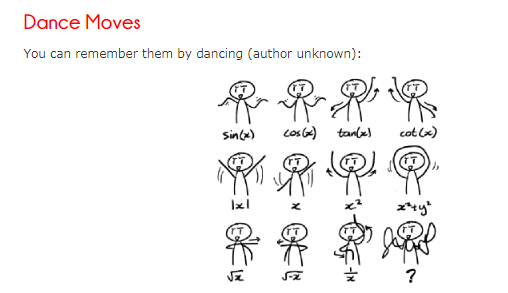 Dance Moves
You can remember them by dancing (author unknown):
sin(x) cos(x) tan(x) cot(x)
|x| x x² x²+y²
√x √-x 1/x ?